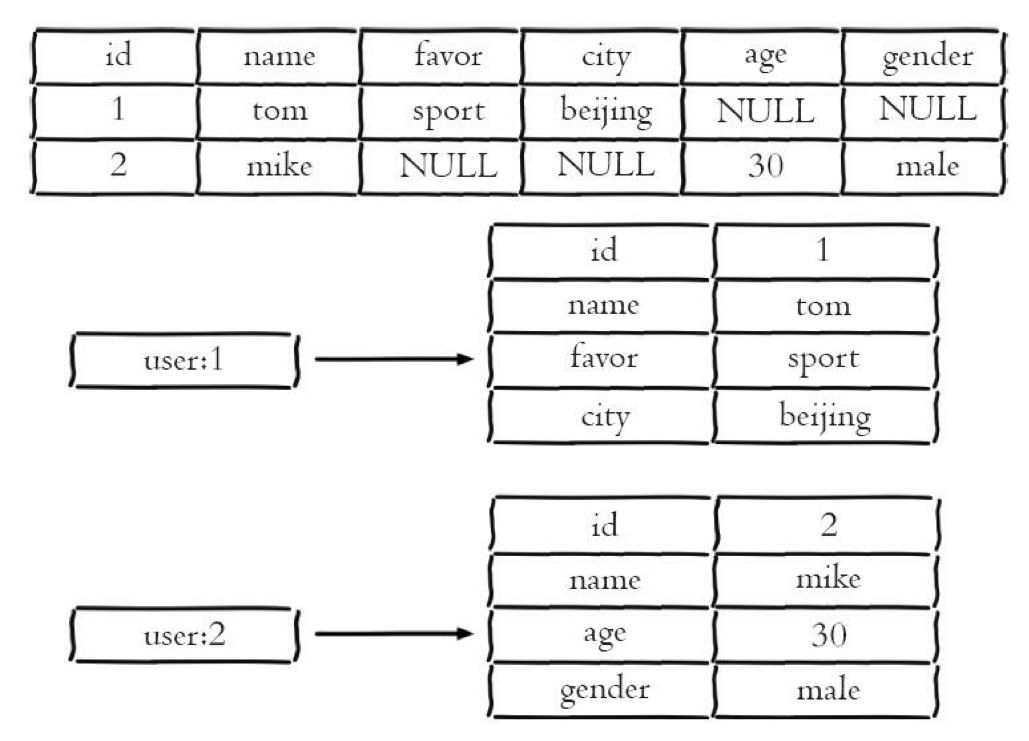 id name favor city age gender
1 tom sport beijing NULL NULL
2 mike NULL NULL 30 male
id 1
name tom
user:1 favor sport
city beijing
id 2
name mike
user:2 age 30
gender male